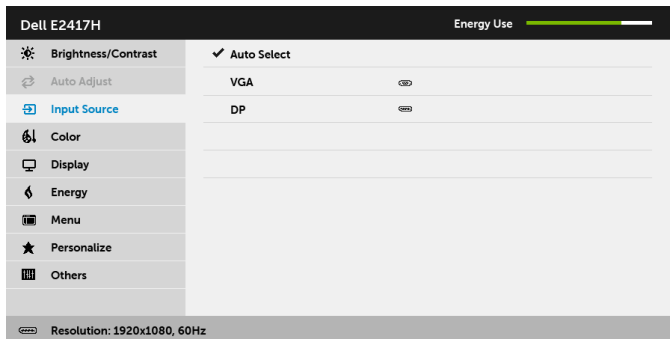 Dell E2417H
Energy Use
Brightness/Contrast
Auto Select
Auto Adjust
VGA
Input Source
DP
Color
Display
Energy
Menu
Personalize
Others
Resolution: 1920x1080, 60Hz